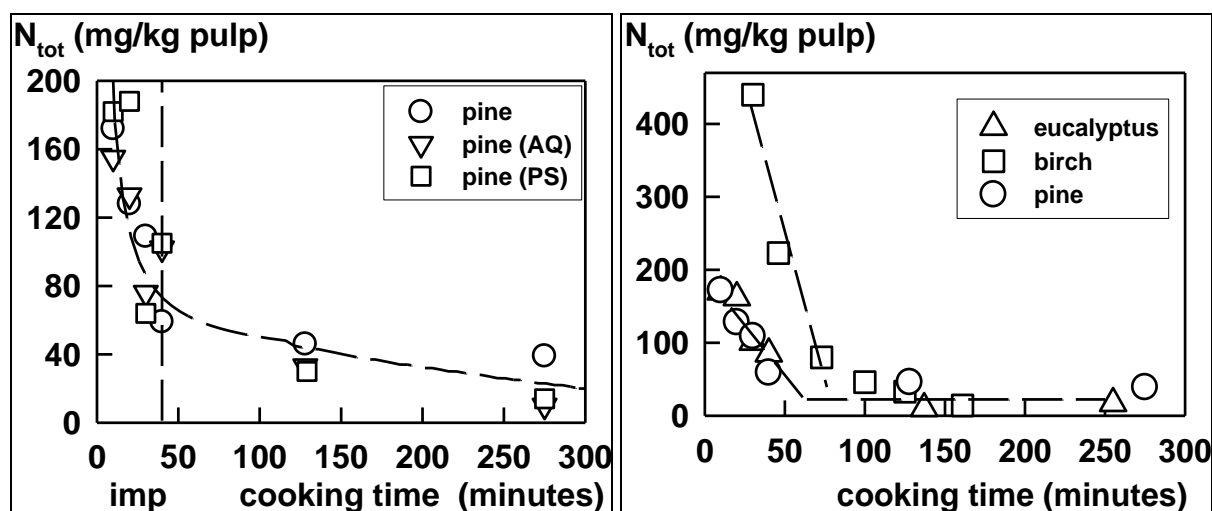 N_tot (mg/kg pulp)
200
160
120
80
40
0
pine
pine (AQ)
pine (PS)
0 50 100 150 200 250 300
imp cooking time (minutes)
N_tot (mg/kg pulp)
400
300
200
100
0
eucalyptus
birch
pine
0 50 100 150 200 250 300
cooking time (minutes)